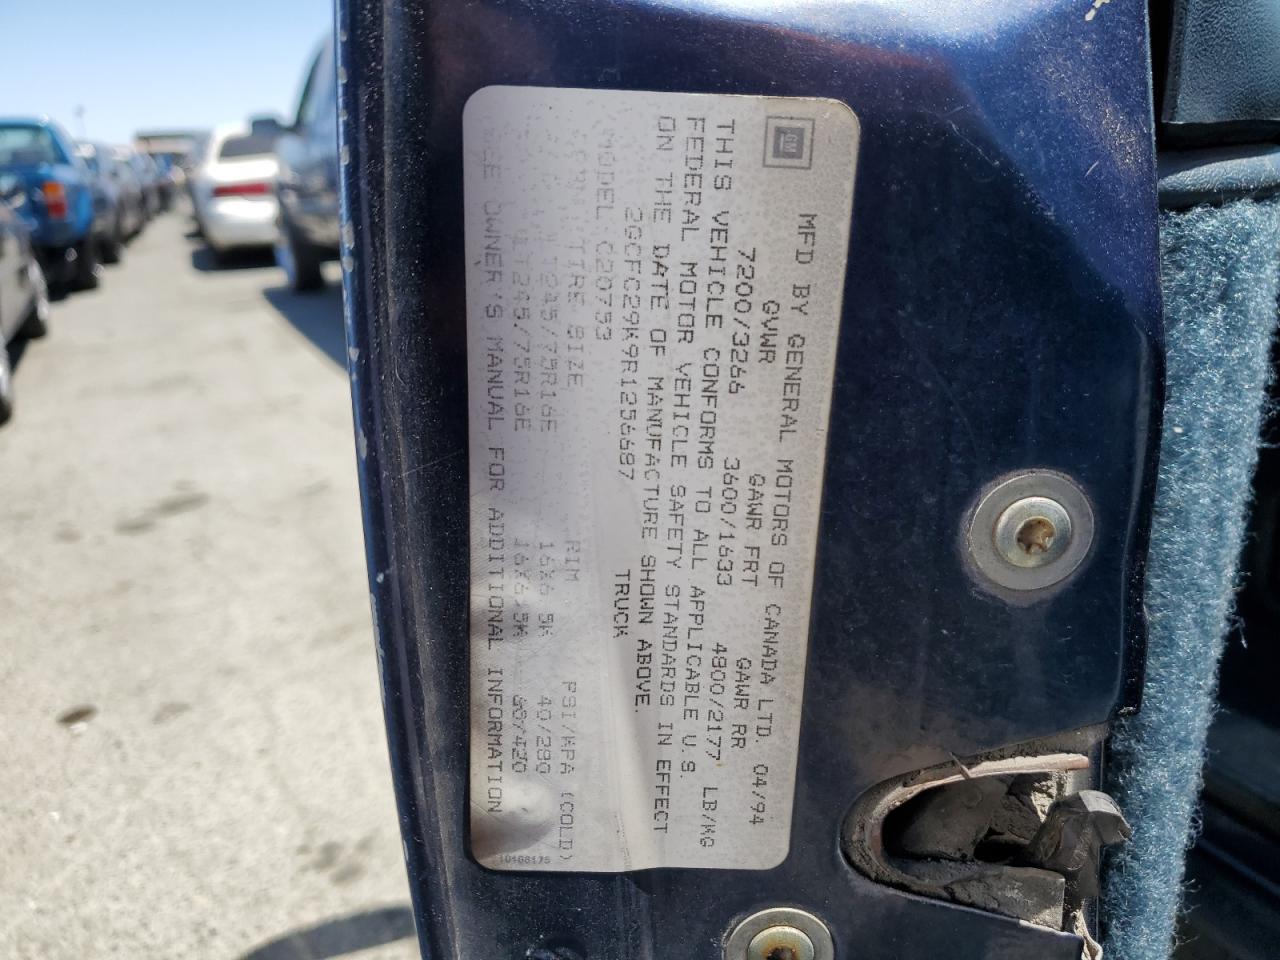 GM
MFD BY GENERAL MOTORS OF CANADA LTD. 04/94
GVWR GAWR FRT GAWR RR
7200/3266 3600/1633 4800/2177 LB/KG
THIS VEHICLE CONFORMS TO ALL APPLICABLE U.S.
FEDERAL MOTOR VEHICLE SAFETY STANDARDS IN EFFECT
ON THE DATE OF MANUFACTURE SHOWN ABOVE.
2GCFC29K9R1256687 TRUCK
MODEL C20753
TIRE SIZE RIM PSI/KPA (COLD)
245/75R16E 16X6.5K 40/280
LT245/75R16E 16X6.5K 60/420
SEE OWNER'S MANUAL FOR ADDITIONAL INFORMATION
10168175